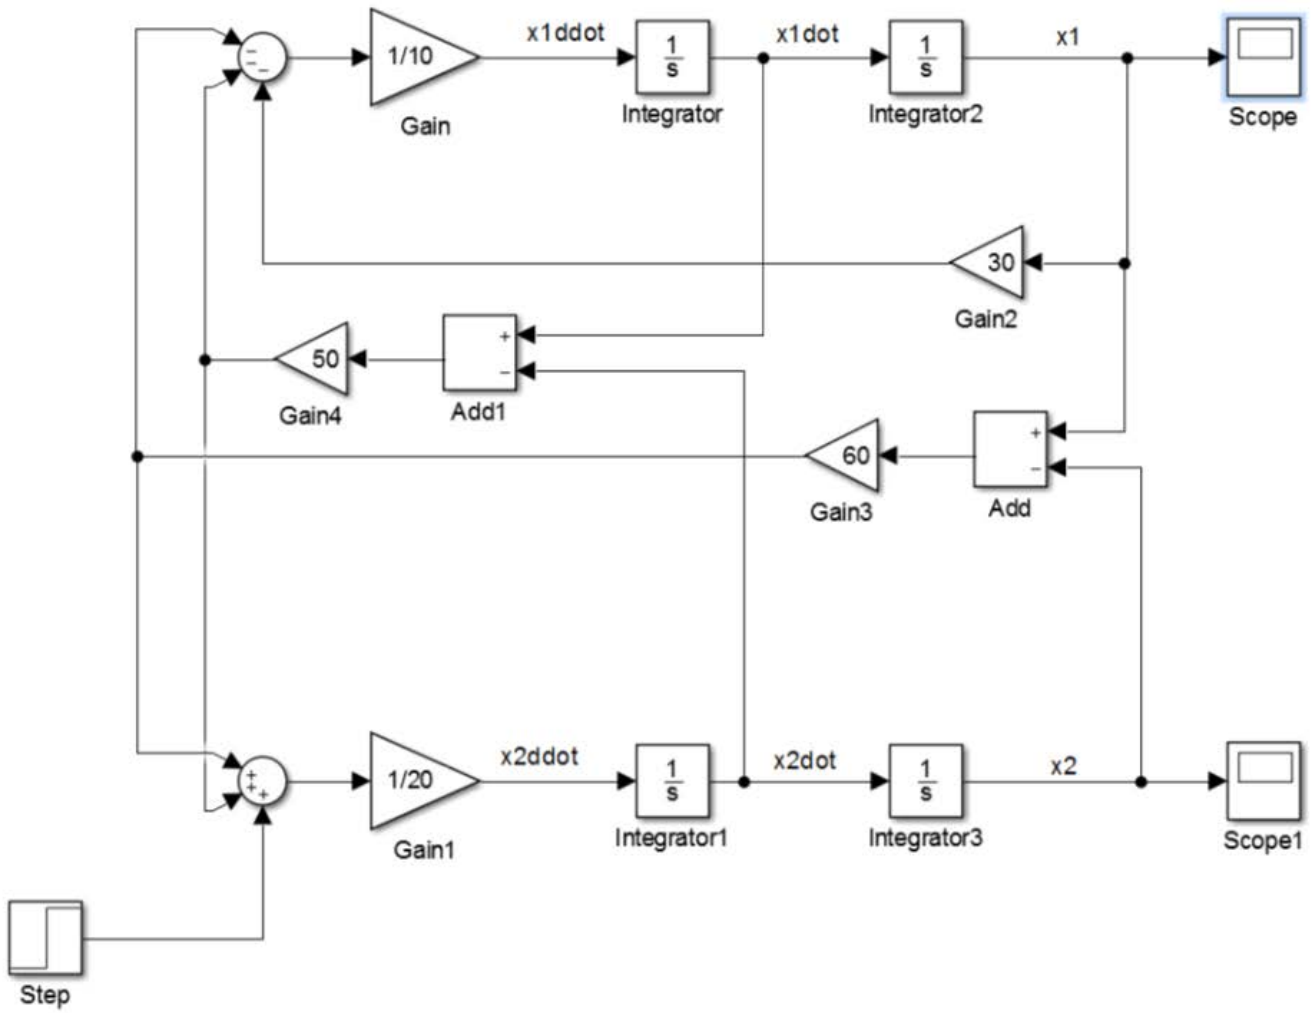 x1ddot
x1dot
x1
−
−
−
1/10
1
s
1
s
Gain
Integrator
Integrator2
Scope
30
Gain2
50
+
−
Gain4
Add1
60
+
−
Gain3
Add
x2ddot
x2dot
x2
+
+
+
1/20
1
s
1
s
Gain1
Integrator1
Integrator3
Scope1
Step